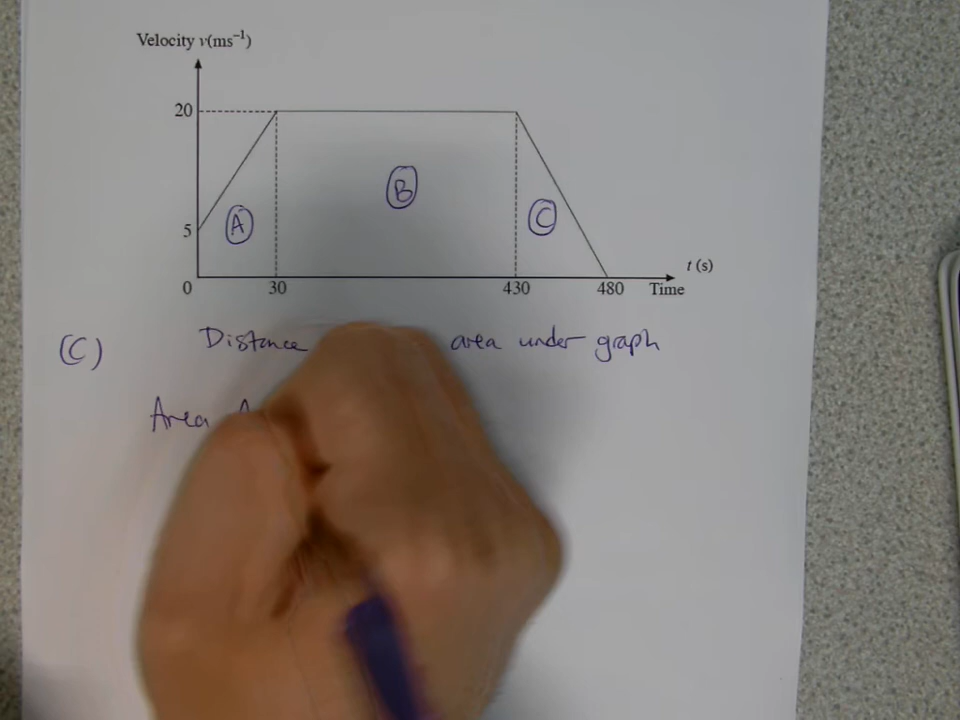 Velocity v(ms⁻¹)
20
A
B
C
5
t (s)
0 30 430 480 Time
(C) Distance area under graph
Area